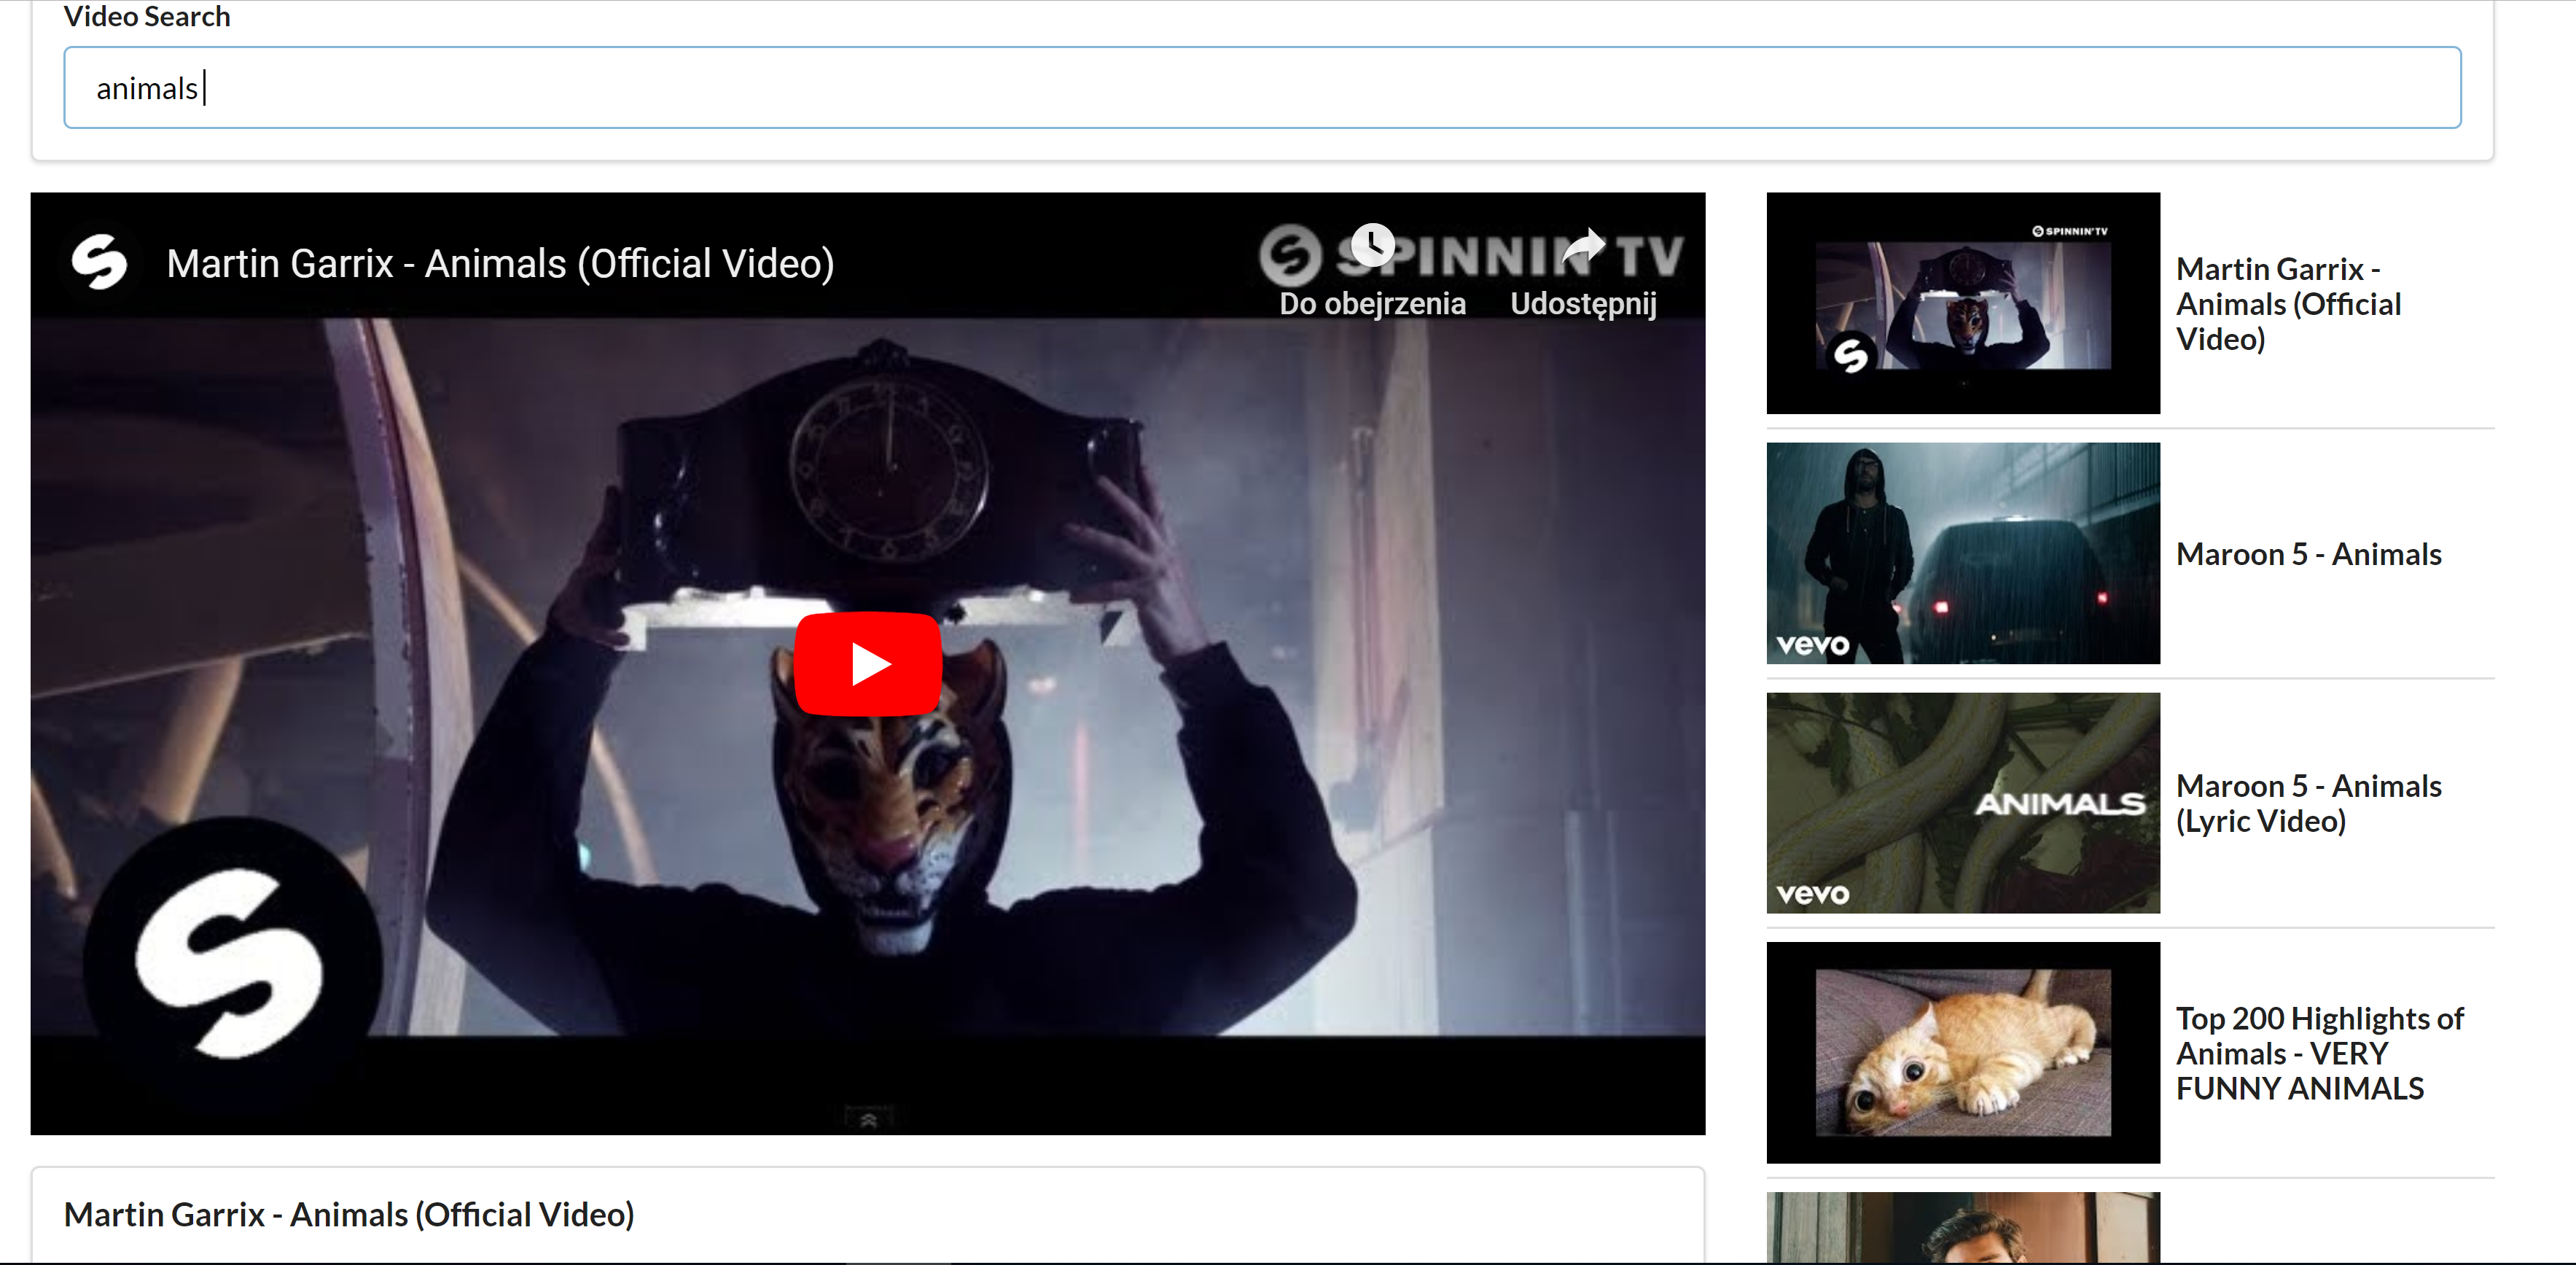 Video Search
animals
Martin Garrix - Animals (Official Video)
SPINNIN' TV
Do obejrzenia
Udostępnij
SPINNIN' TV
Martin Garrix -
Animals (Official
Video)
vevo
Maroon 5 - Animals
ANIMALS
vevo
Maroon 5 - Animals
(Lyric Video)
Top 200 Highlights of
Animals - VERY
FUNNY ANIMALS
Martin Garrix - Animals (Official Video)